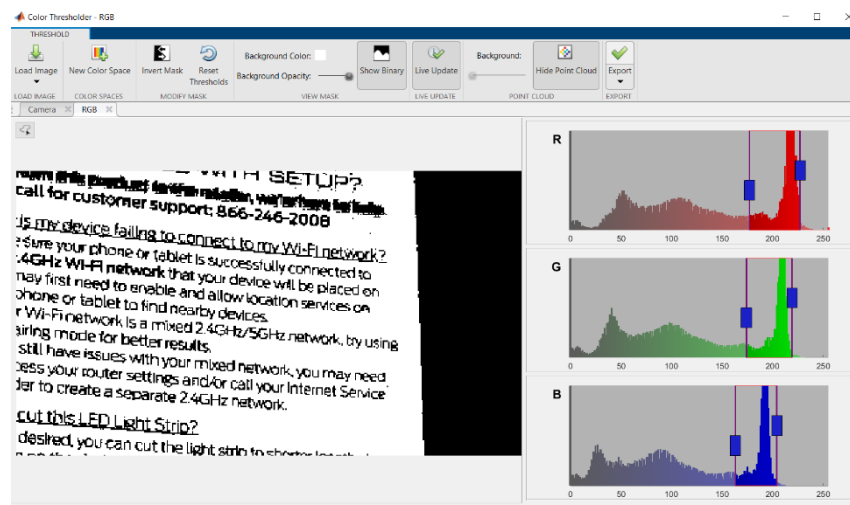 Color Thresholder - RGB
THRESHOLD
Load Image
New Color Space
Invert Mask
Reset Thresholds
Background Color:
Background Opacity:
Show Binary
Live Update
Background:
Hide Point Cloud
Export
LOAD IMAGE
COLOR SPACES
MODIFY MASK
VIEW MASK
LIVE UPDATE
POINT CLOUD
EXPORT
Camera
RGB
WITH SETUP?
call for customer support: 866-246-2008
is my device failing to connect to my Wi-Fi network?
sure your phone or tablet is successfully connected to
.4GHz Wi-Fi network that your device will be placed on
may first need to enable and allow location services on
phone or tablet to find nearby devices.
r Wi-Fi network is a mixed 2.4GHz/5GHz network, try using
airing mode for better results.
still have issues with your mixed network, you may need
cess your router settings and/or call your Internet Service
der to create a separate 2.4GHz network.
cut this LED Light Strip?
desired, you can cut the light strip to shorter
R
0 50 100 150 200 250
G
0 50 100 150 200 250
B
0 50 100 150 200 250